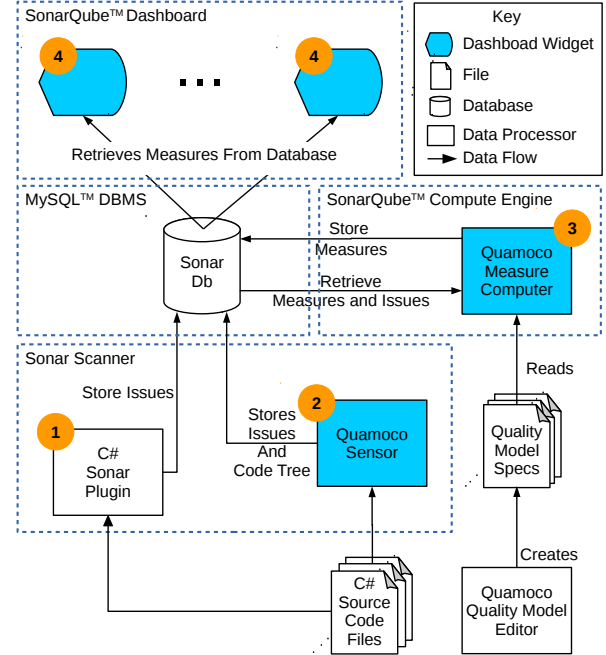 SonarQube™ Dashboard
4
4
Retrieves Measures From Database
Key
Dashboad Widget
File
Database
Data Processor
Data Flow
MySQL™ DBMS
Sonar
Db
SonarQube™ Compute Engine
Store
Measures
Retrieve
Measures and Issues
3
Quamoco
Measure
Computer
Sonar Scanner
Store Issues
1
C#
Sonar
Plugin
Stores
Issues
And
Code Tree
2
Quamoco
Sensor
Reads
Quality
Model
Specs
Creates
C#
Source
Code
Files
Quamoco
Quality Model
Editor